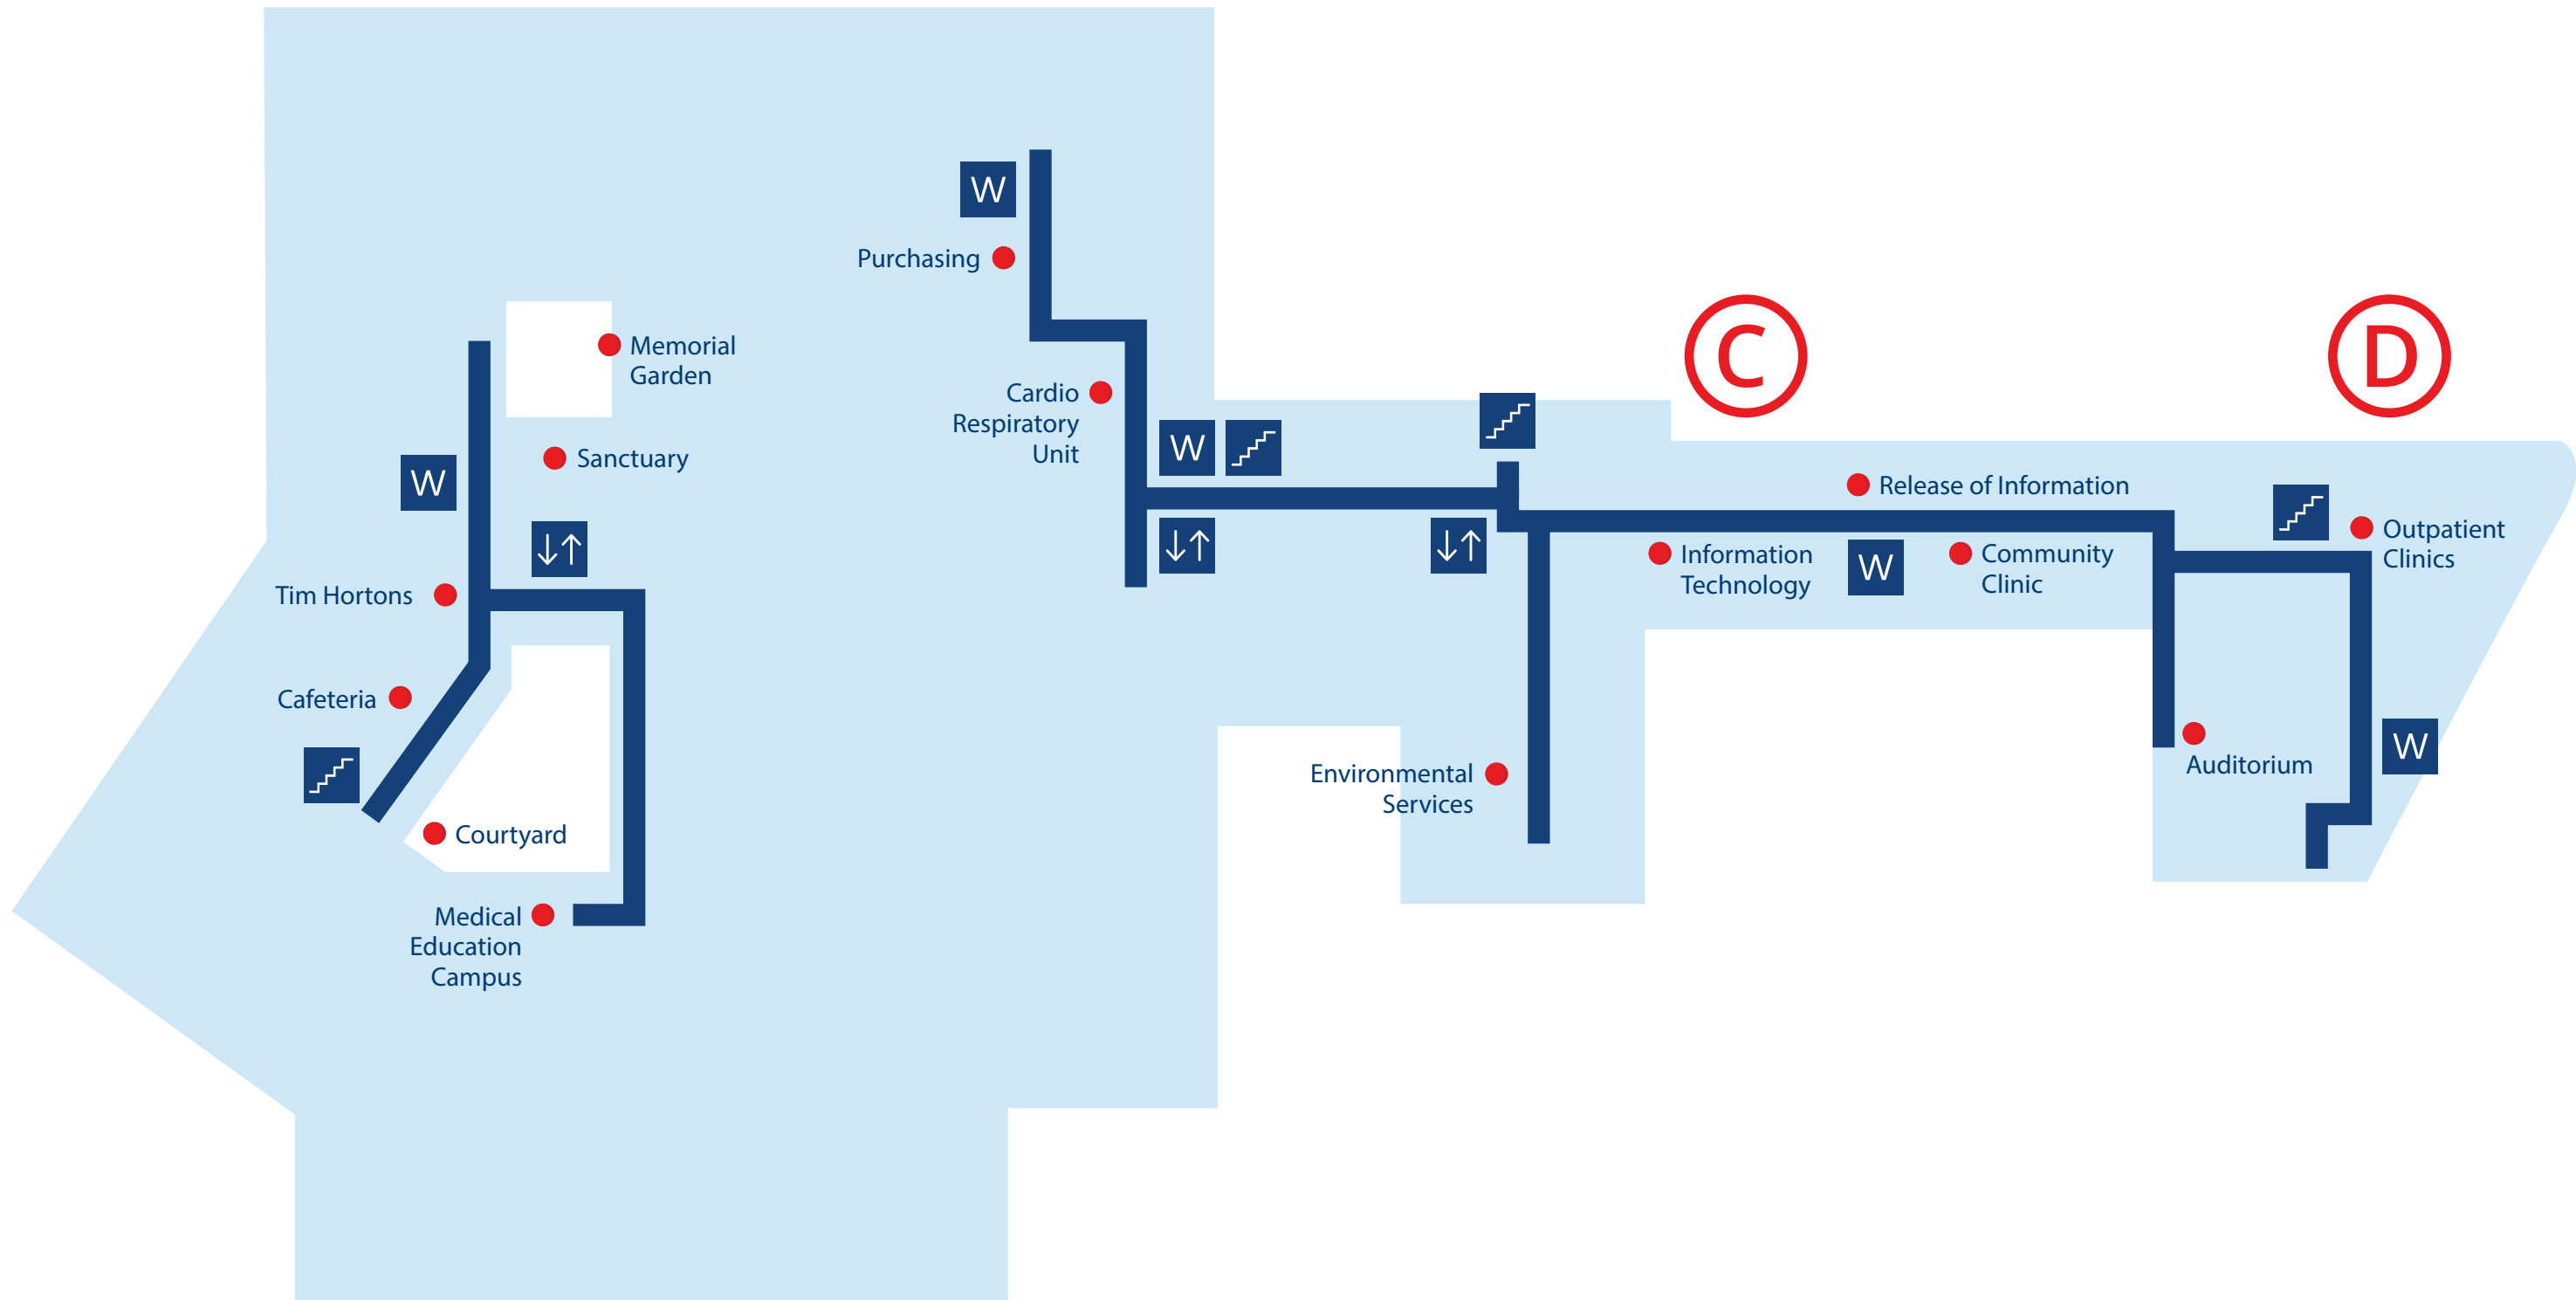 W
Purchasing
Memorial
Garden
Cardio
Respiratory
Unit
C
D
W
Sanctuary
W
Release of Information
Outpatient
Clinics
Information
Technology
W
Community
Clinic
Tim Hortons
Cafeteria
Courtyard
Environmental
Services
Auditorium
W
Medical
Education
Campus